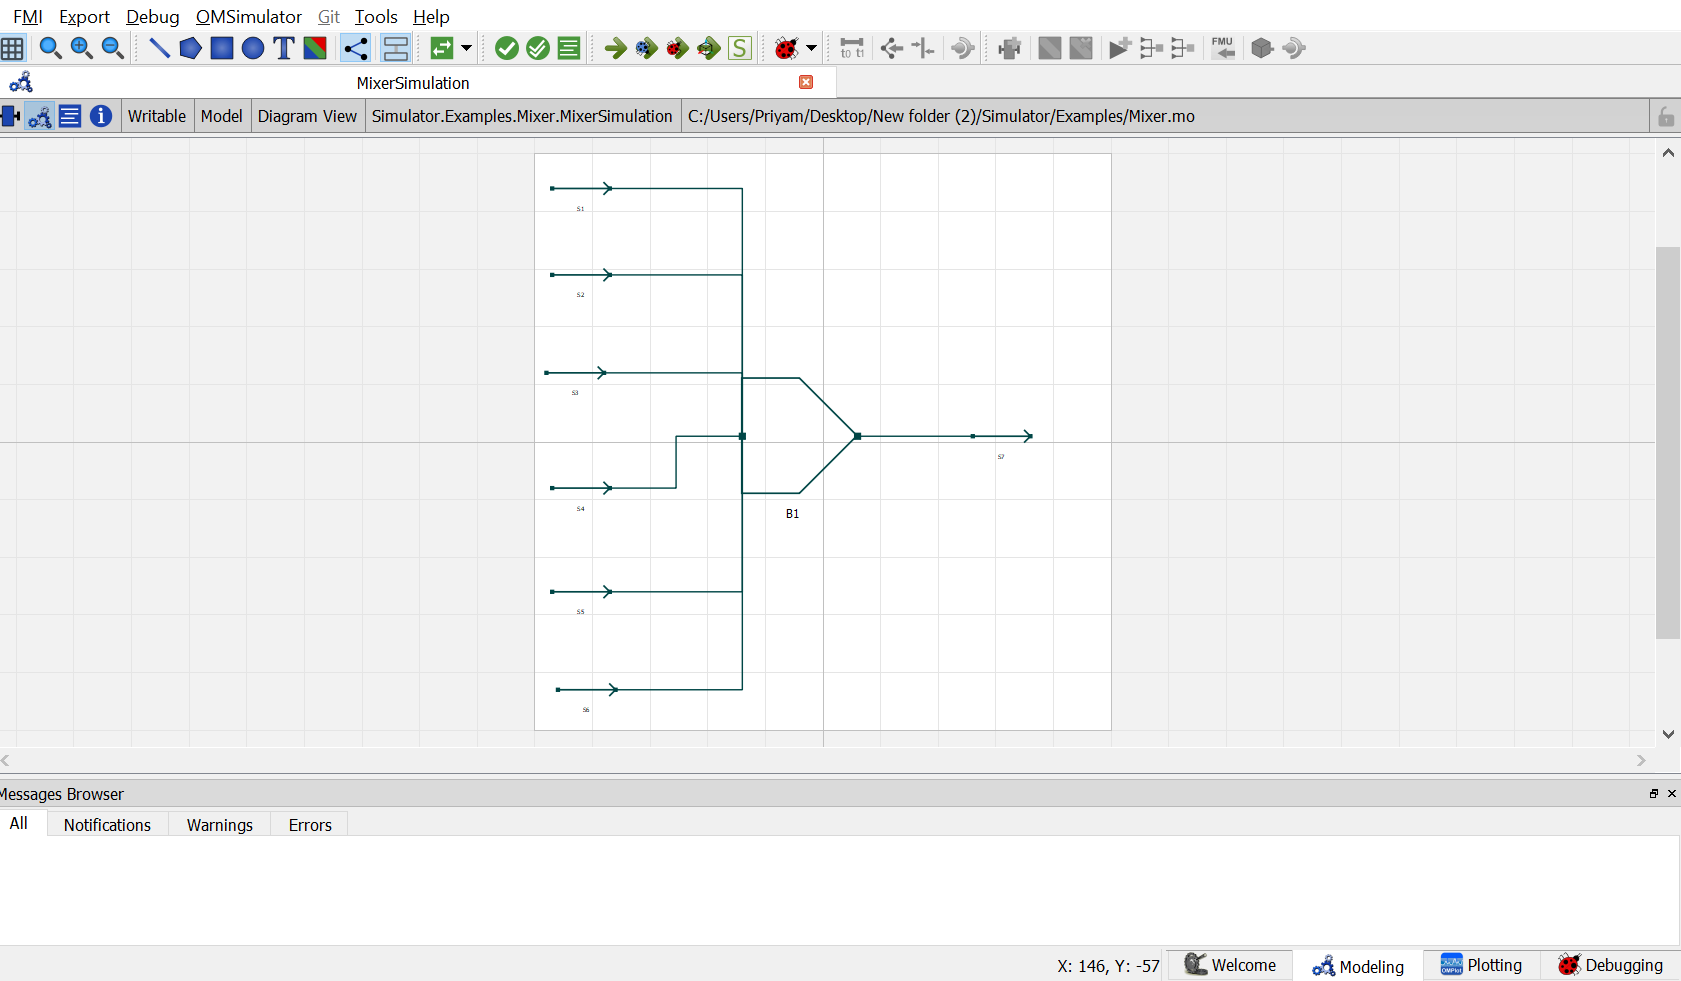 FMI Export Debug OMSimulator Git Tools Help
T S to t1 FMU
MixerSimulation
Writable Model Diagram View Simulator.Examples.Mixer.MixerSimulation C:/Users/Priyam/Desktop/New folder (2)/Simulator/Examples/Mixer.mo
S1
S2
S3
S4
S7
B1
S5
S6
Messages Browser
All Notifications Warnings Errors
X: 146, Y: -57 Welcome Modeling OMPlot Plotting Debugging